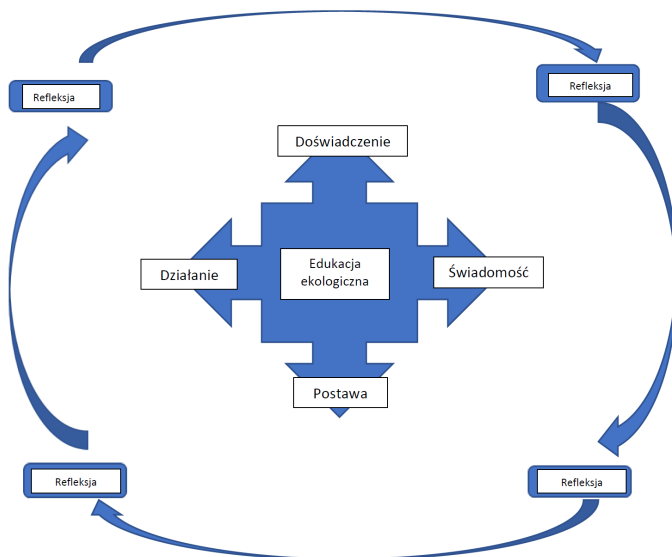 Refleksja
Refleksja
Doświadczenie
Działanie
Edukacja
ekologiczna
Świadomość
Postawa
Refleksja
Refleksja